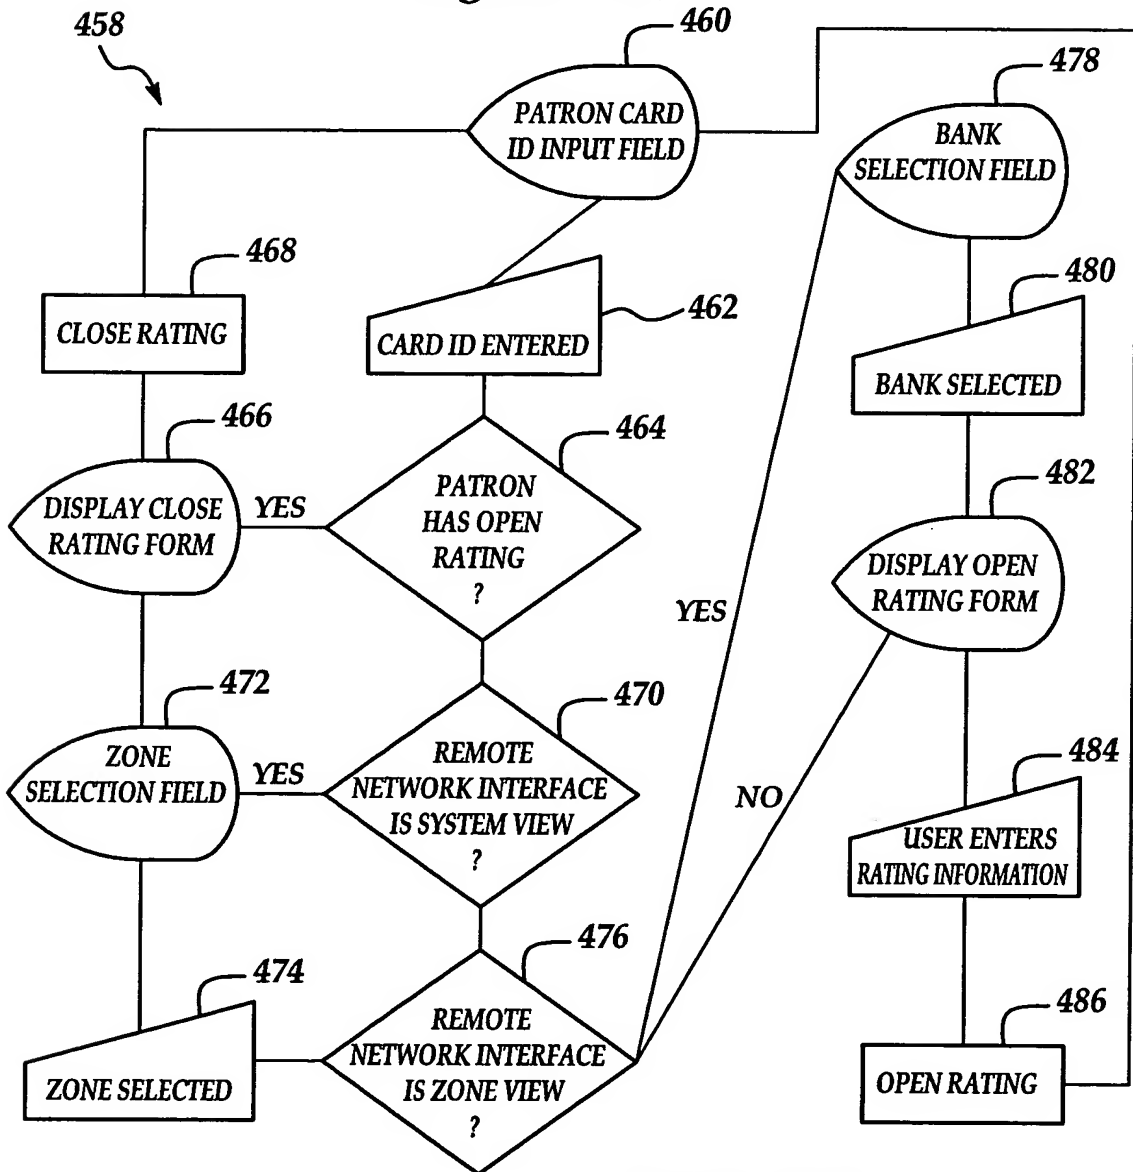 458
460
PATRON CARD
ID INPUT FIELD
478
BANK
SELECTION FIELD
468
CLOSE RATING
462
CARD ID ENTERED
480
BANK SELECTED
466
DISPLAY CLOSE
RATING FORM
YES
464
PATRON
HAS OPEN
RATING
?
482
DISPLAY OPEN
RATING FORM
YES
472
ZONE
SELECTION FIELD
YES
470
REMOTE
NETWORK INTERFACE
IS SYSTEM VIEW
?
NO
484
USER ENTERS
RATING INFORMATION
474
ZONE SELECTED
476
REMOTE
NETWORK INTERFACE
IS ZONE VIEW
?
486
OPEN RATING